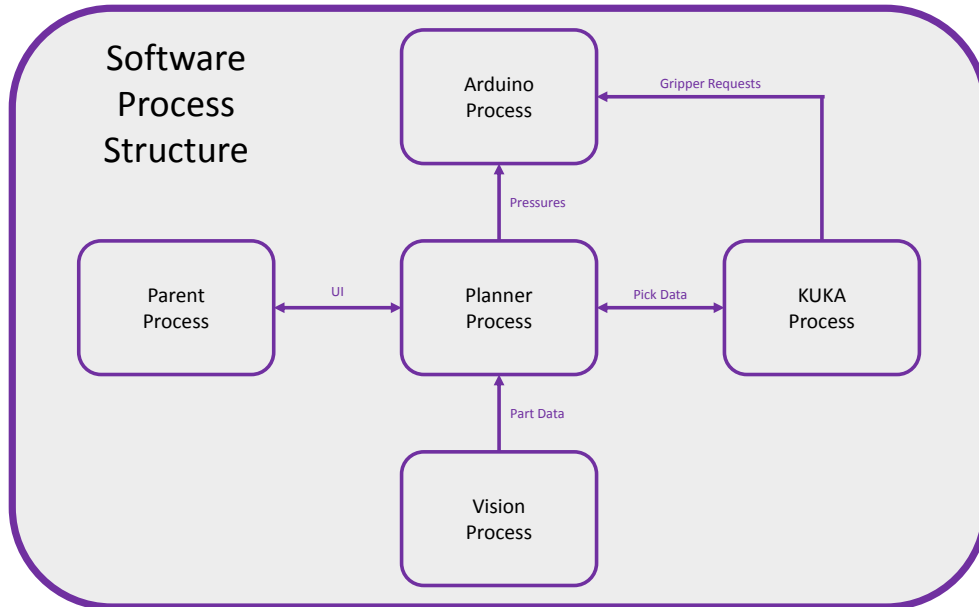 Software
Process
Structure
Arduino
Process
Gripper Requests
Pressures
Parent
Process
UI
Planner
Process
Pick Data
KUKA
Process
Part Data
Vision
Process